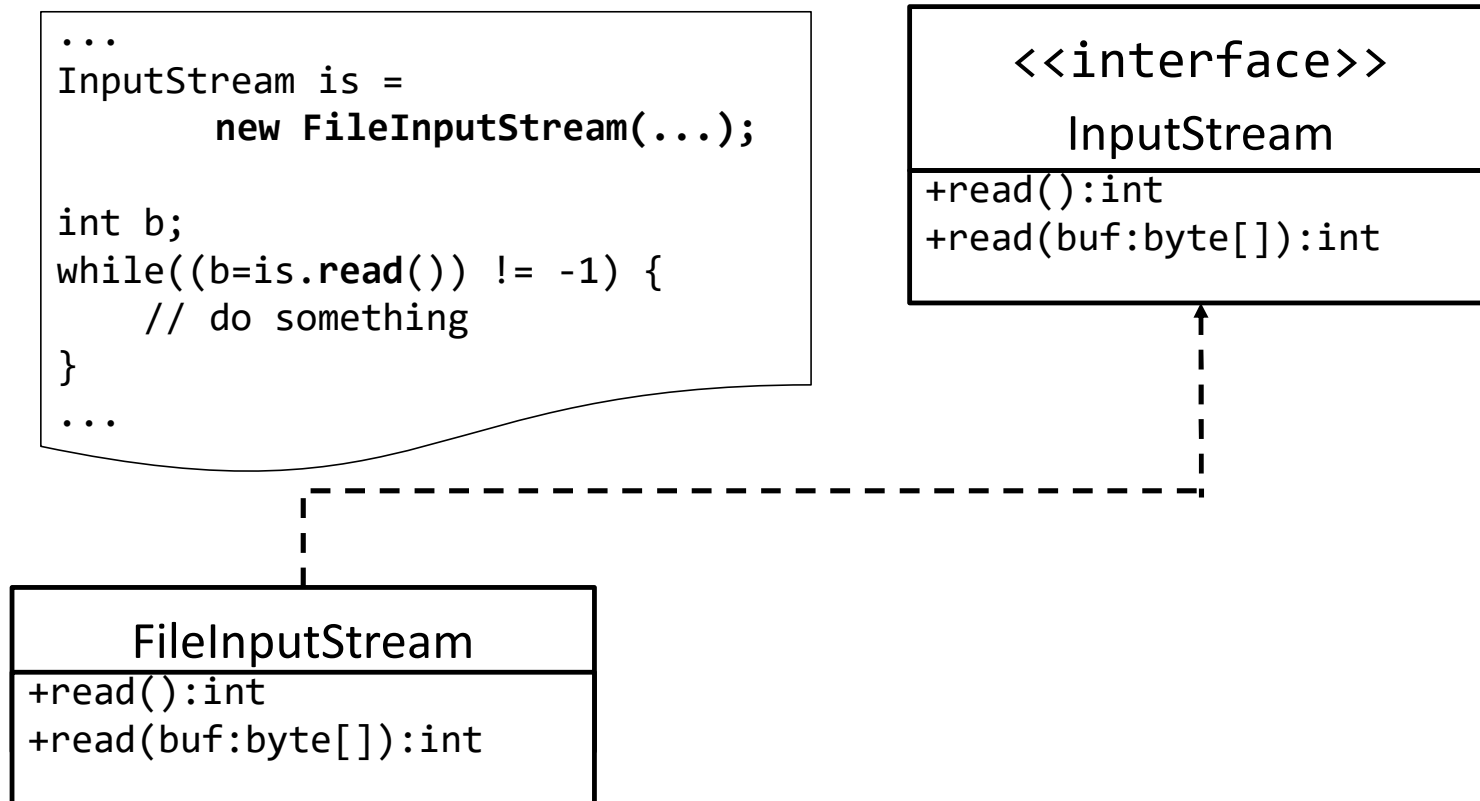 ...
InputStream is =
        new FileInputStream(...);
int b;
while((b=is.read()) != -1) {
    // do something
}
...
<<interface>>
InputStream
+read():int
+read(buf:byte[]):int
FileInputStream
+read():int
+read(buf:byte[]):int